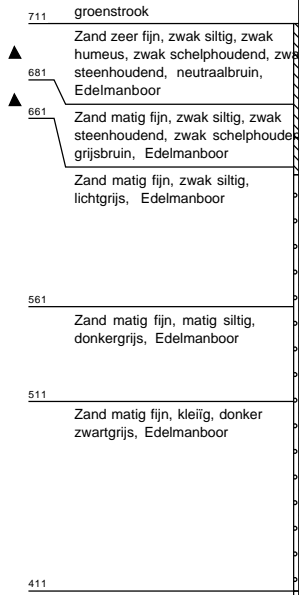 711 groenstrook
Zand zeer fijn, zwak siltig, zwak
humeus, zwak schelphoudend,
681 steenhoudend, neutraalbruin,
Edelmanboor
661 Zand matig fijn, zwak siltig, zwak
steenhoudend, zwak
grijsbruin, Edelmanboor
Zand matig fijn, zwak siltig,
lichtgrijs, Edelmanboor
561
Zand matig fijn, matig siltig,
donkergrijs, Edelmanboor
511
Zand matig fijn, kleiïg, donker
zwartgrijs, Edelmanboor
411